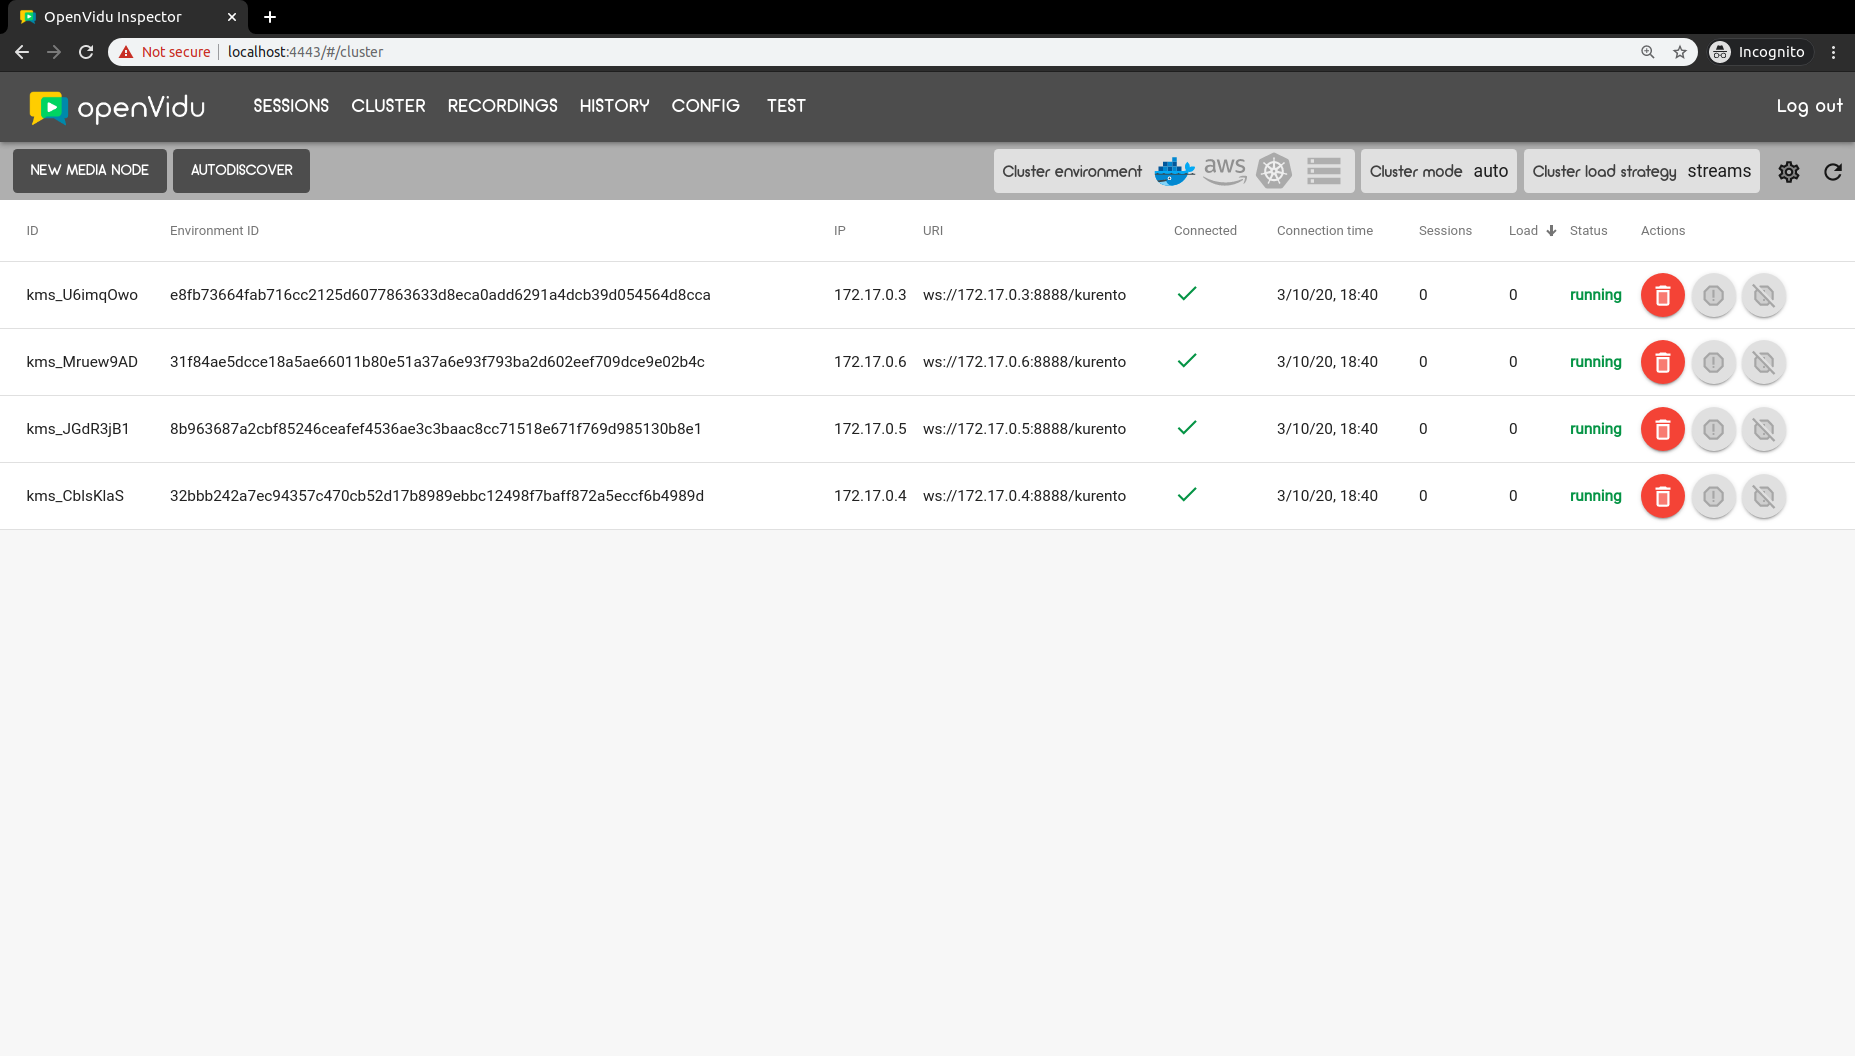 OpenVidu Inspector
Not secure localhost:4443/#/cluster Incognito
openVidu SESSIONS CLUSTER RECORDINGS HISTORY CONFIG TEST Log out
NEW MEDIA NODE AUTODISCOVER Cluster environment aws Cluster mode auto Cluster load strategy streams
ID Environment ID IP URI Connected Connection time Sessions Load Status Actions
kms_U6imqOwo e8fb73664fab716cc2125d6077863633d8eca0add6291a4dcb39d054564d8cca 172.17.0.3 ws://172.17.0.3:8888/kurento 3/10/20, 18:40 0 0 running
kms_Mruew9AD 31f84ae5dcce18a5ae66011b80e51a37a6e93f793ba2d602eef709dce9e02b4c 172.17.0.6 ws://172.17.0.6:8888/kurento 3/10/20, 18:40 0 0 running
kms_JGdR3jB1 8b963687a2cbf85246ceafef4536ae3c3baac8cc71518e671f769d985130b8e1 172.17.0.5 ws://172.17.0.5:8888/kurento 3/10/20, 18:40 0 0 running
kms_CbIsKlaS 32bbb242a7ec94357c470cb52d17b8989ebbc12498f7baff872a5eccf6b4989d 172.17.0.4 ws://172.17.0.4:8888/kurento 3/10/20, 18:40 0 0 running